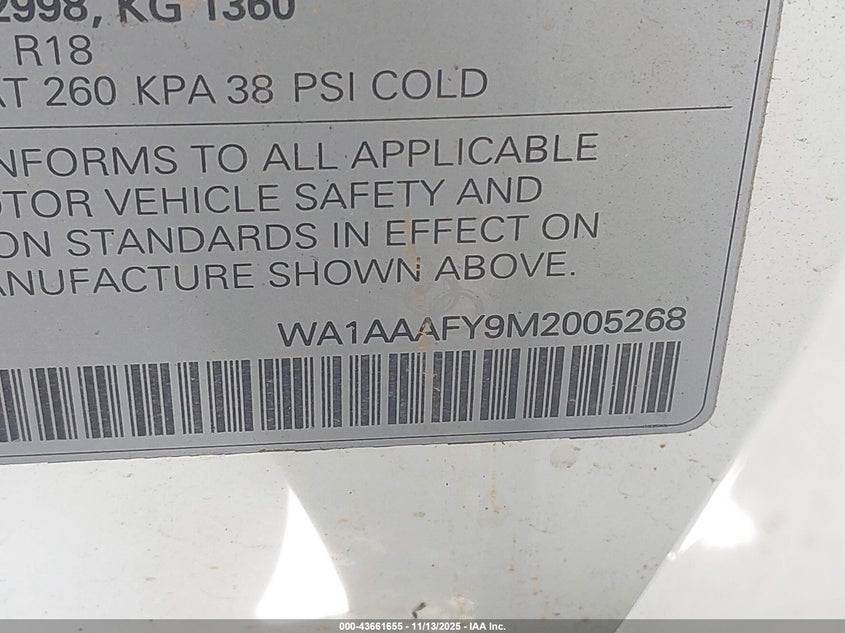 2998, KG 1360
R18
AT 260 KPA 38 PSI COLD
NFORMS TO ALL APPLICABLE
OTOR VEHICLE SAFETY AND
ON STANDARDS IN EFFECT ON
ANUFACTURE SHOWN ABOVE.
WA1AAAFY9M2005268
000-43661655 - 11/13/2025 - IAA Inc.